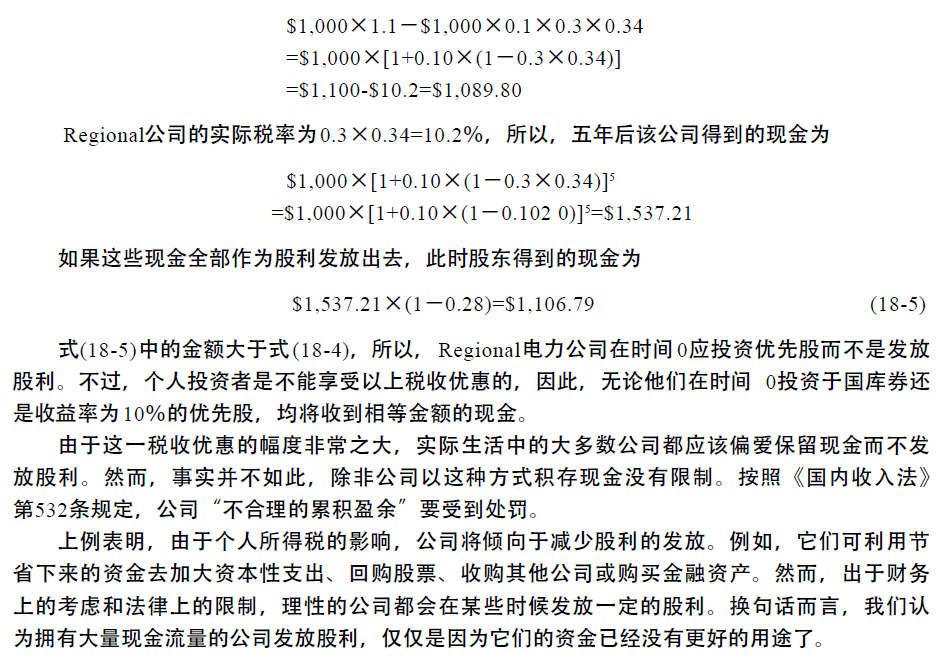 $1,000×1.1－$1,000×0.1×0.3×0.34
=$1,000×[1+0.10×(1－0.3×0.34)]
=$1,100-$10.2=$1,089.80
Regional公司的实际税率为0.3×0.34=10.2%，所以，五年后该公司得到的现金为
$1,000×[1+0.10×(1－0.3×0.34)]⁵
=$1,000×[1+0.10×(1－0.102 0)]⁵=$1,537.21
如果这些现金全部作为股利发放出去，此时股东得到的现金为
$1,537.21×(1－0.28)=$1,106.79 (18-5)
式(18-5)中的金额大于式(18-4)，所以，Regional电力公司在时间0应投资优先股而不是发放
股利。不过，个人投资者是不能享受以上税收优惠的，因此，无论他们在时间 0投资于国库券还
是收益率为10%的优先股，均将收到相等金额的现金。
由于这一税收优惠的幅度非常之大，实际生活中的大多数公司都应该偏爱保留现金而不发
放股利。然而，事实并不如此，除非公司以这种方式积存现金没有限制。按照《国内收入法》
第532条规定，公司“不合理的累积盈余”要受到处罚。
上例表明，由于个人所得税的影响，公司将倾向于减少股利的发放。例如，它们可利用节
省下来的资金去加大资本性支出、回购股票、收购其他公司或购买金融资产。然而，出于财务
上的考虑和法律上的限制，理性的公司都会在某些时候发放一定的股利。换句话而言，我们认
为拥有大量现金流量的公司发放股利，仅仅是因为它们的资金已经没有更好的用途了。